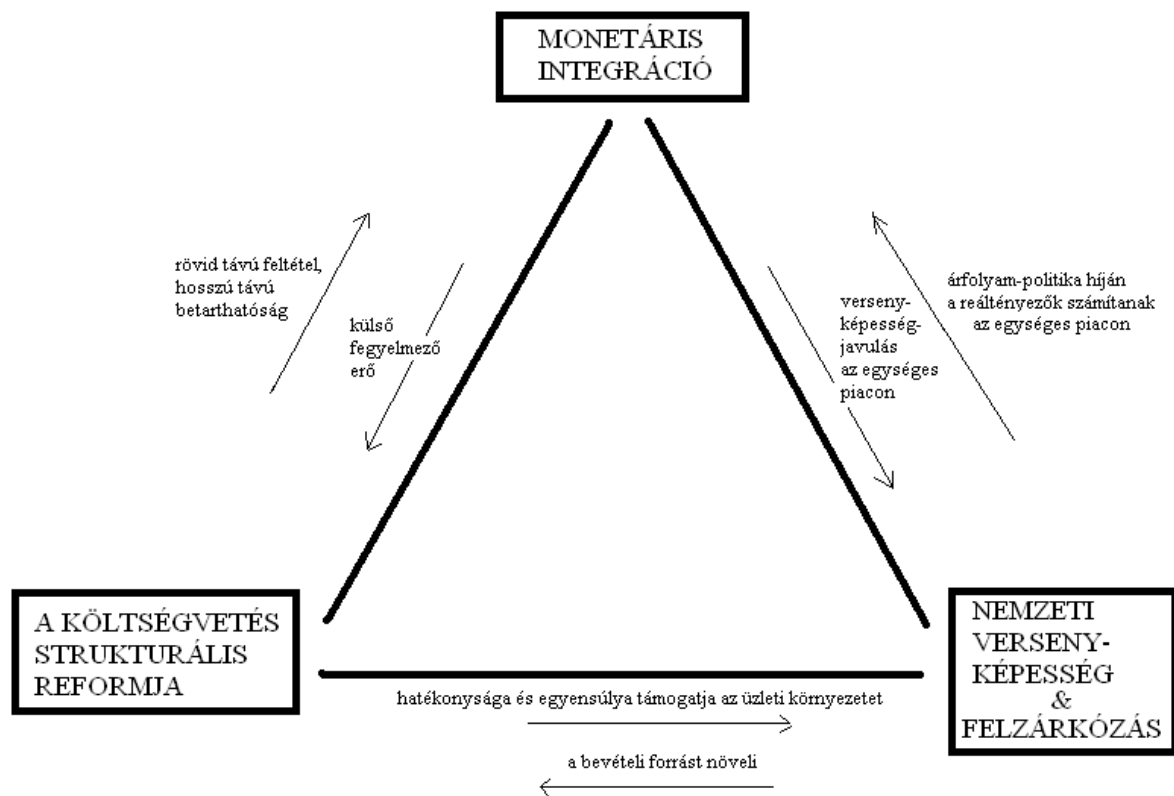 MONETÁRIS
INTEGRÁCIÓ
rövid távú feltétel,
hosszú távú
betarthatóság
külső
fegyelmező
erő
verseny-
képesség-
javulás
az egységes
piacon
árfolyam-politika híján
a reáltényezők számítanak
az egységes piacon
A KÖLTSÉGVETÉS
STRUKTURÁLIS
REFORMJA
NEMZETI
VERSENY-
KÉPESSÉG
&
FELZÁRKÓZÁS
hatékonysága és egyensúlya támogatja az üzleti környezetet
a bevételi forrást növeli